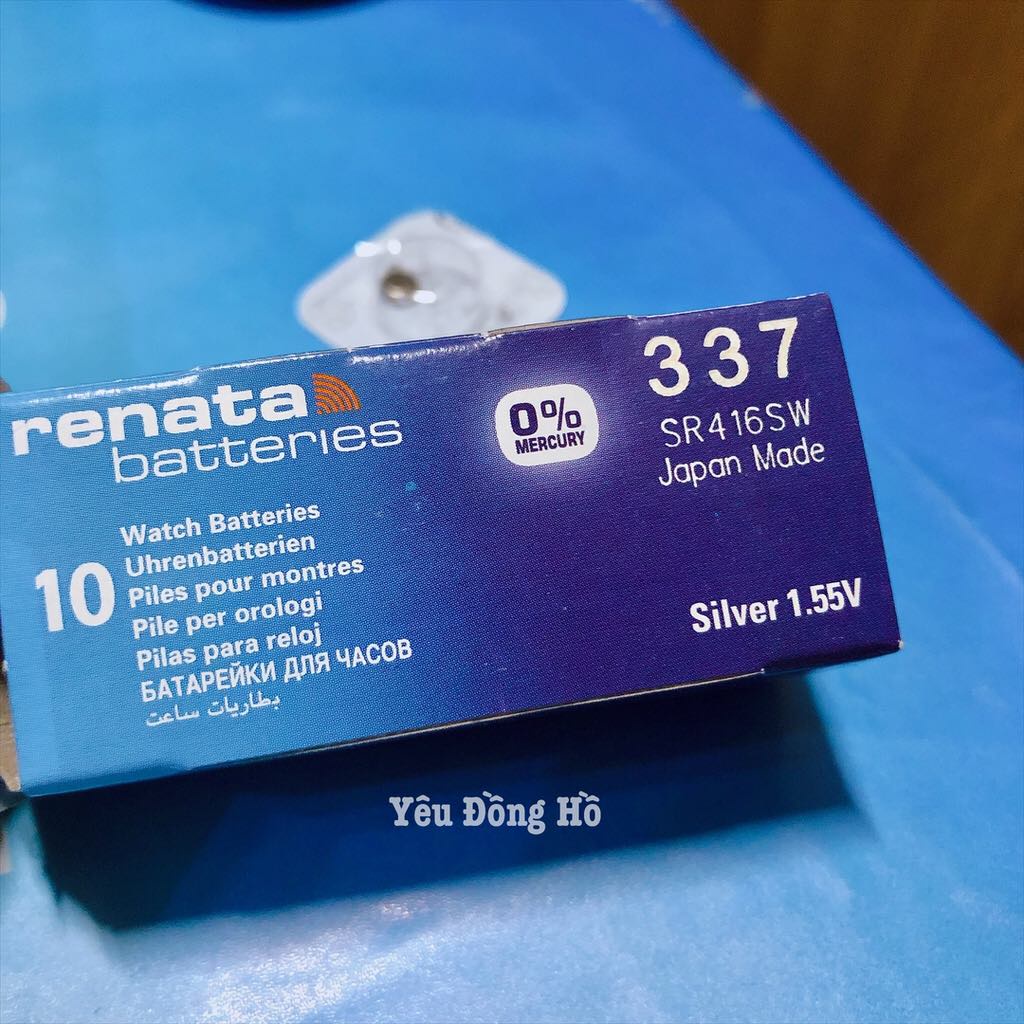 renata
batteries
0%
MERCURY
337
SR416SW
Japan Made
10
Watch Batteries
Uhrenbatterien
Piles pour montres
Pile per orologi
Pilas para reloj
БАТАРЕЙКИ ДЛЯ ЧАСОВ
بطاريات ساعت
Silver 1.55V
Yêu Đồng Hồ